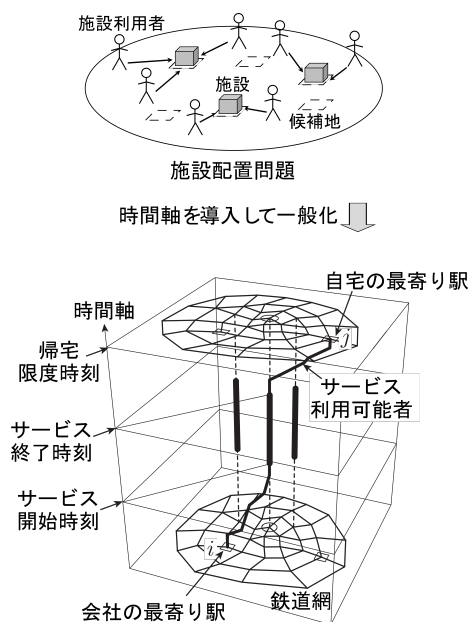 施設利用者
施設
候補地
施設配置問題
時間軸を導入して一般化
自宅の最寄り駅
時間軸
j
帰宅
限度時刻
サービス
利用可能者
サービス
終了時刻
サービス
開始時刻
i
鉄道網
会社の最寄り駅